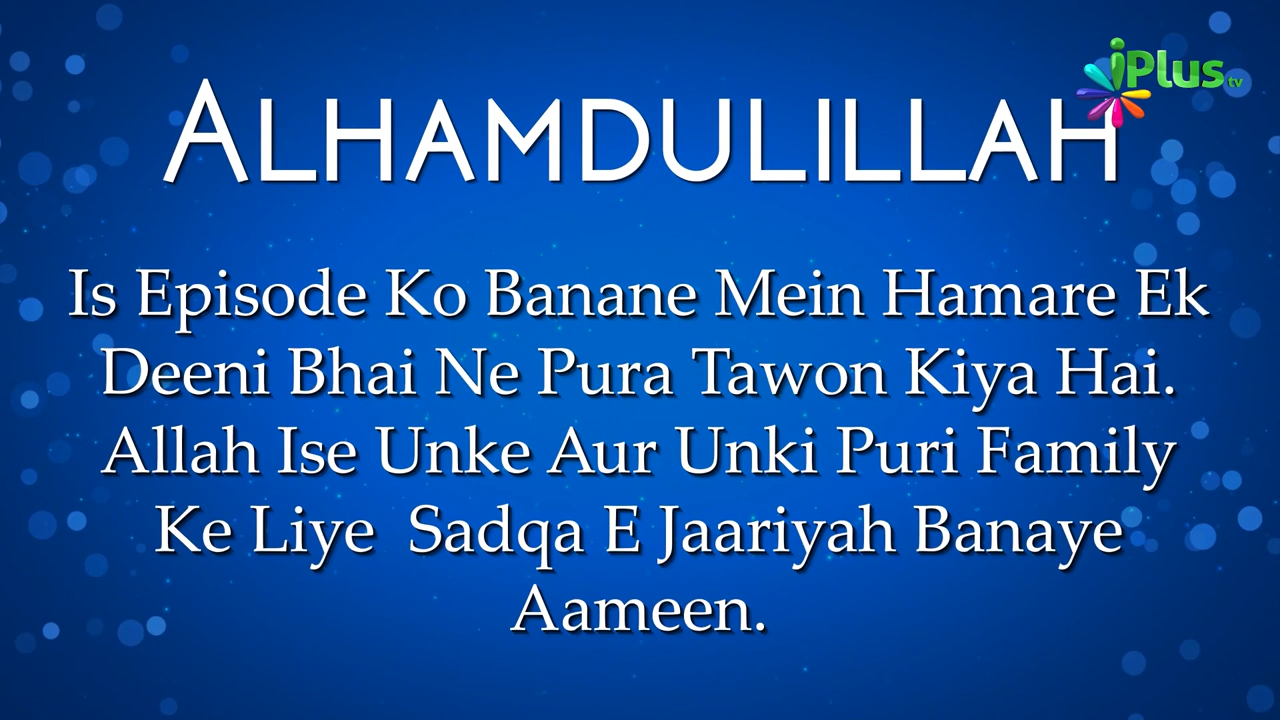 iPlus tv
ALHAMDULILLAH
Is Episode Ko Banane Mein Hamare Ek
Deeni Bhai Ne Pura Tawon Kiya Hai.
Allah Ise Unke Aur Unki Puri Family
Ke Liye Sadqa E Jaariyah Banaye
Aameen.